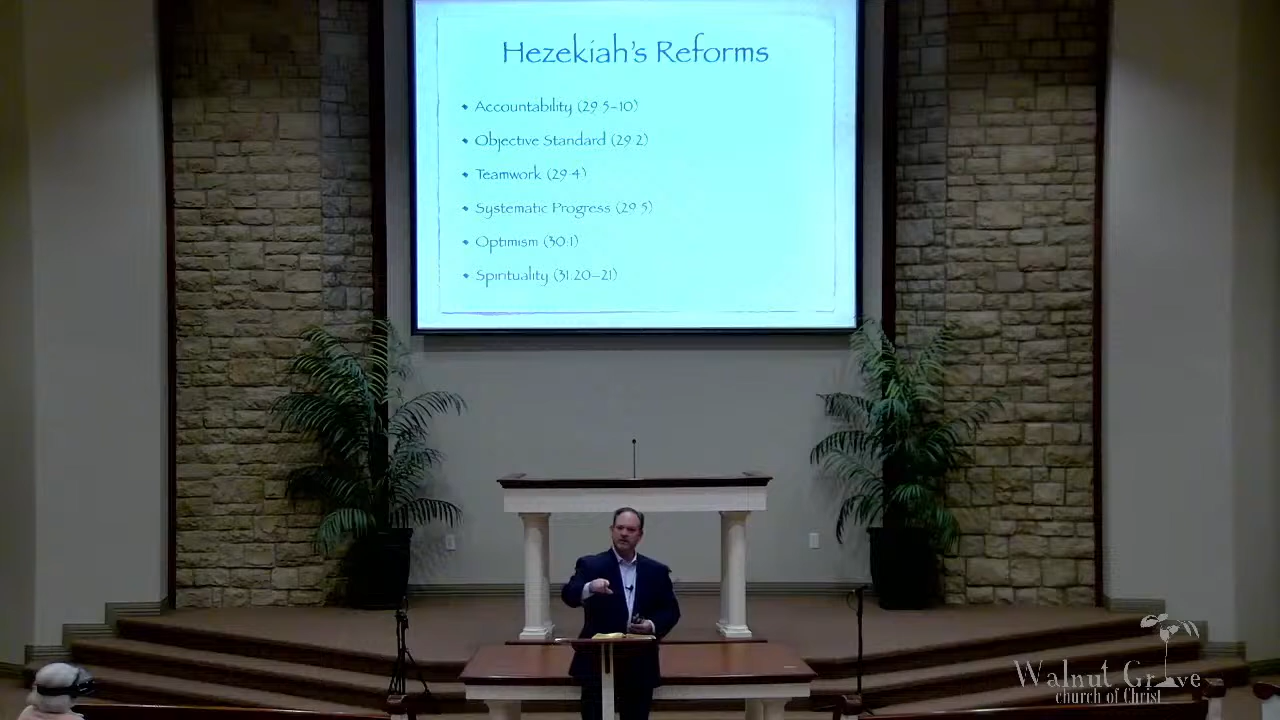 Hezekiah's Reforms
• Accountability (29:5–10)
• Objective Standard (29:2)
• Teamwork (29:4)
• Systematic Progress (29:5)
• Optimism (30:1)
• Spirituality (31:20–21)
Walnut Grove
church of Christ